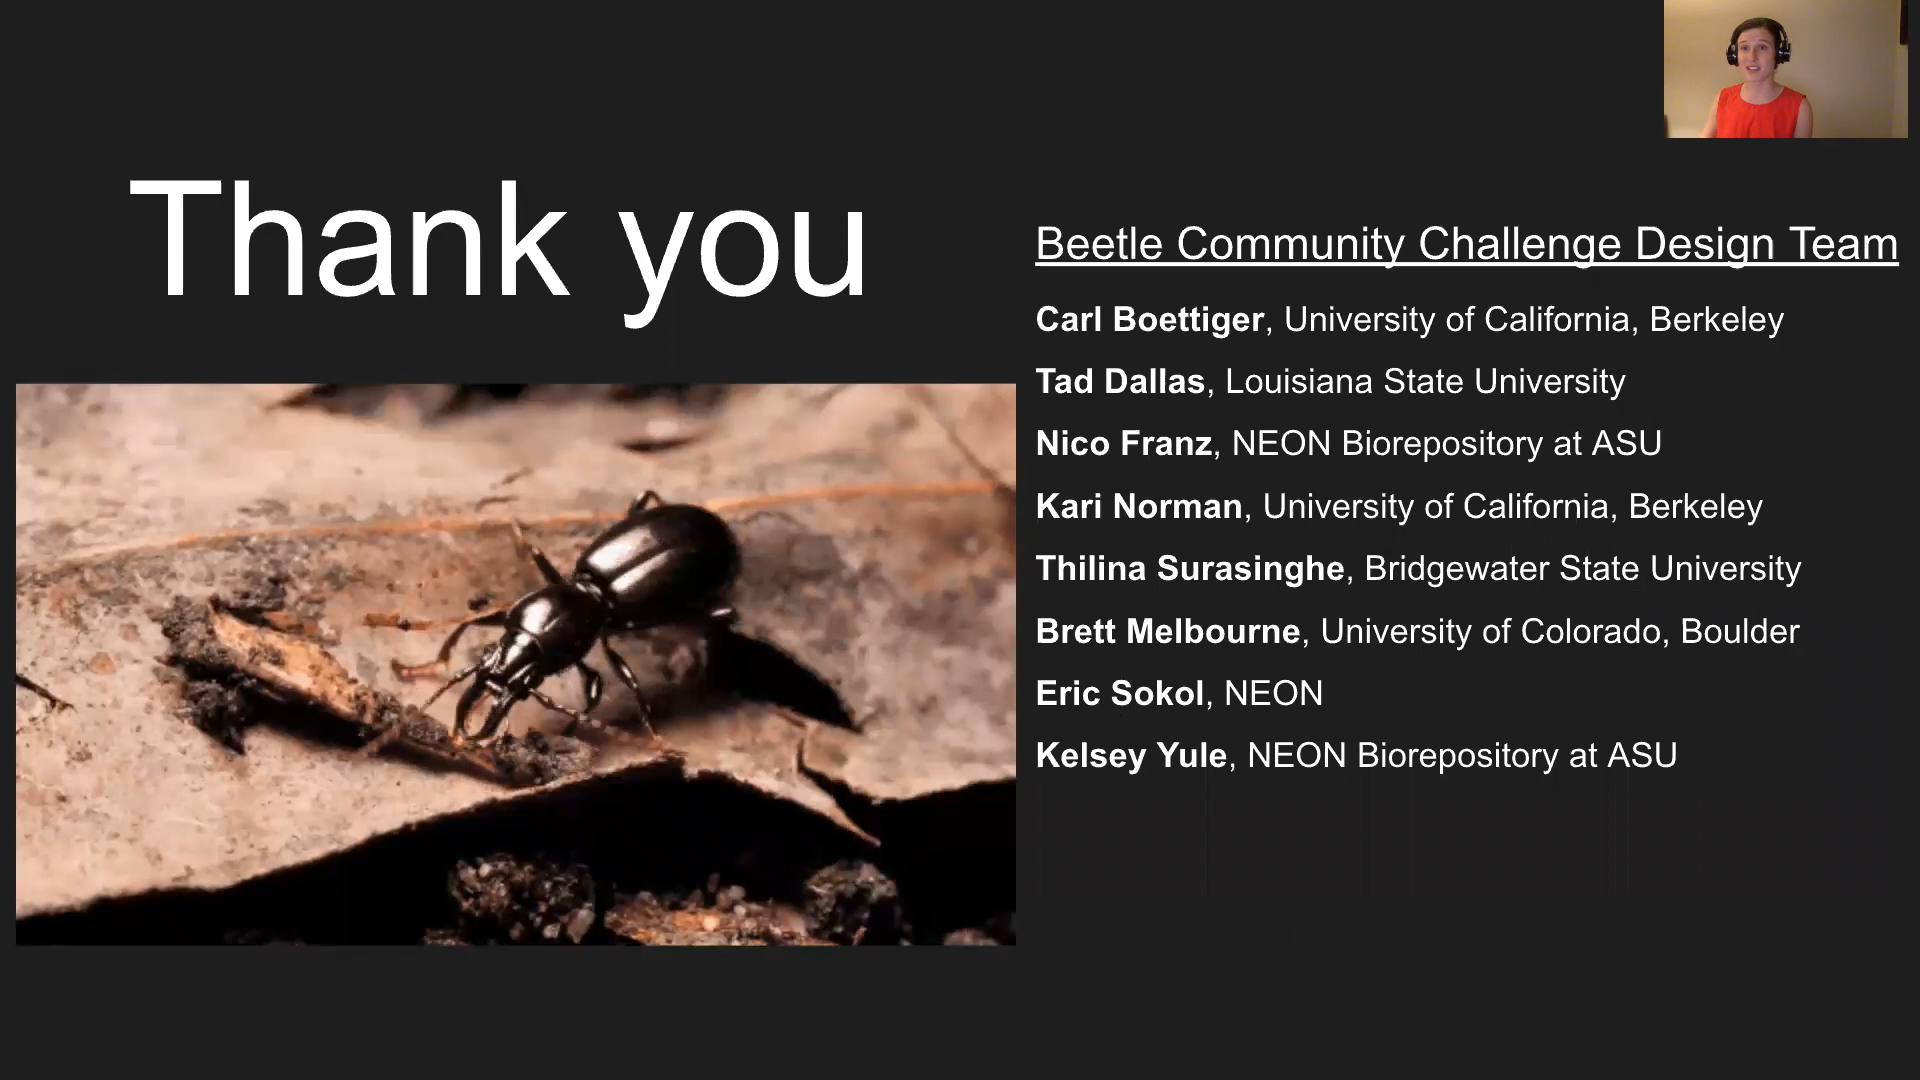 Thank you
Beetle Community Challenge Design Team
Carl Boettiger, University of California, Berkeley
Tad Dallas, Louisiana State University
Nico Franz, NEON Biorepository at ASU
Kari Norman, University of California, Berkeley
Thilina Surasinghe, Bridgewater State University
Brett Melbourne, University of Colorado, Boulder
Eric Sokol, NEON
Kelsey Yule, NEON Biorepository at ASU